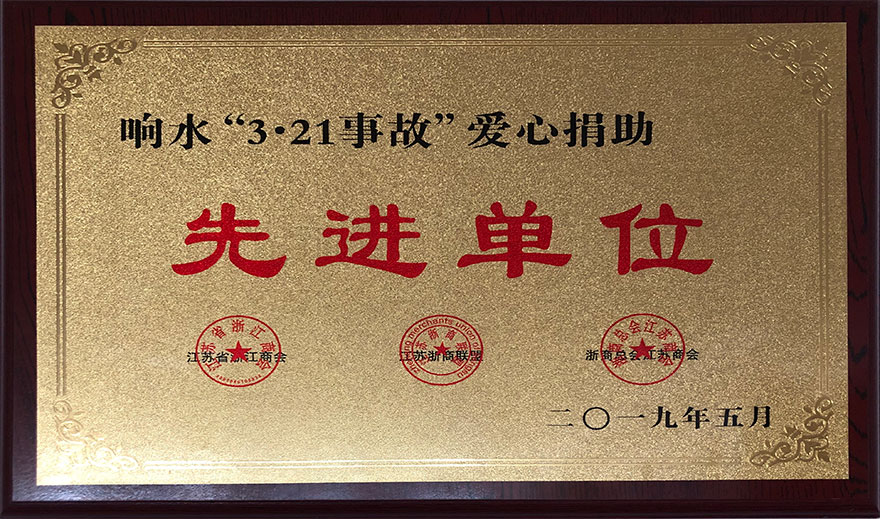 响水“3·21事故”爱心捐助
先进单位
江苏省浙江商会 江苏浙商联盟 浙商总会江苏商会
二〇一九年五月